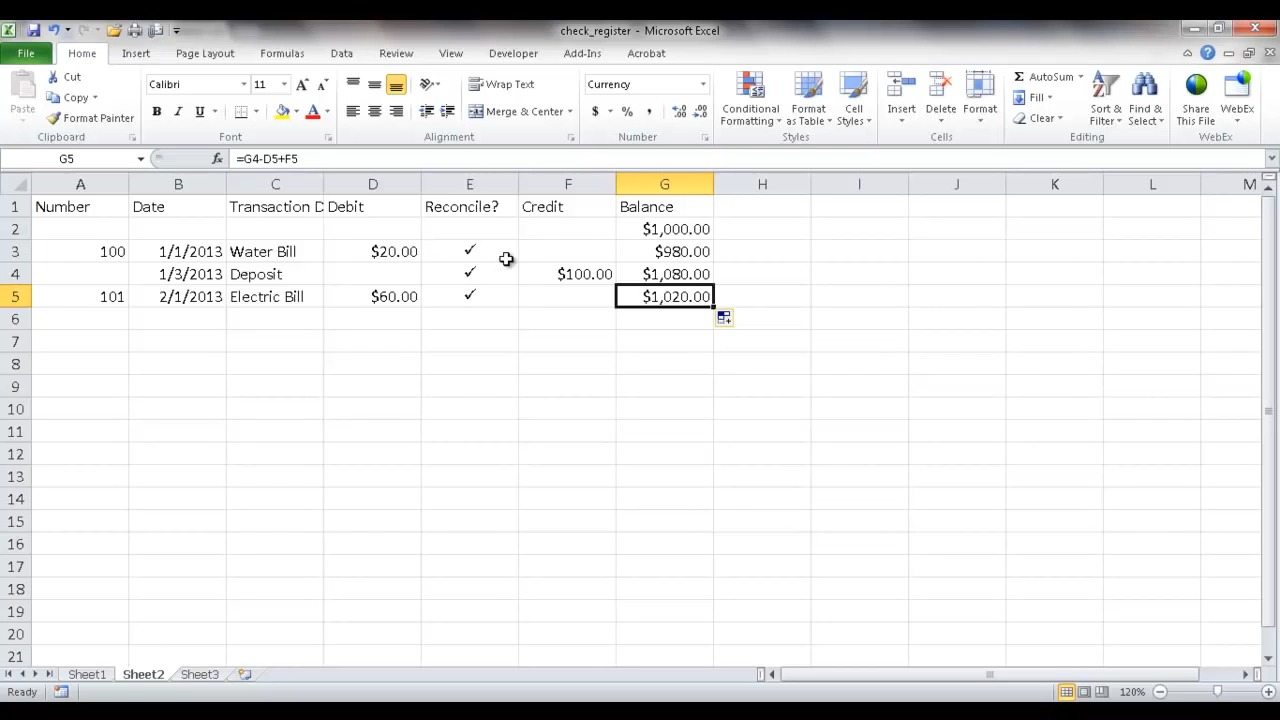 check_register - Microsoft Excel
File Home Insert Page Layout Formulas Data Review View Developer Add-Ins Acrobat
Paste
Cut
Copy
Format Painter
Clipboard
Calibri 11
B I U A
Font
Wrap Text
Merge & Center
Alignment
Currency
$ % ,
Number
Conditional Formatting
Format as Table
Cell Styles
Styles
Insert
Delete
Format
Cells
AutoSum
Fill
Clear
Sort & Filter
Find & Select
Editing
Share This File
WebEx
WebEx
G5 fx =G4-D5+F5
A B C D E F G H I J K L M
1 Number Date Transaction D Debit Reconcile? Credit Balance
2 $1,000.00
3 100 1/1/2013 Water Bill $20.00 ✓ $980.00
4 1/3/2013 Deposit ✓ $100.00 $1,080.00
5 101 2/1/2013 Electric Bill $60.00 ✓ $1,020.00
6
7
8
9
10
11
12
13
14
15
16
17
18
19
20
21
Sheet1 Sheet2 Sheet3
Ready 120%